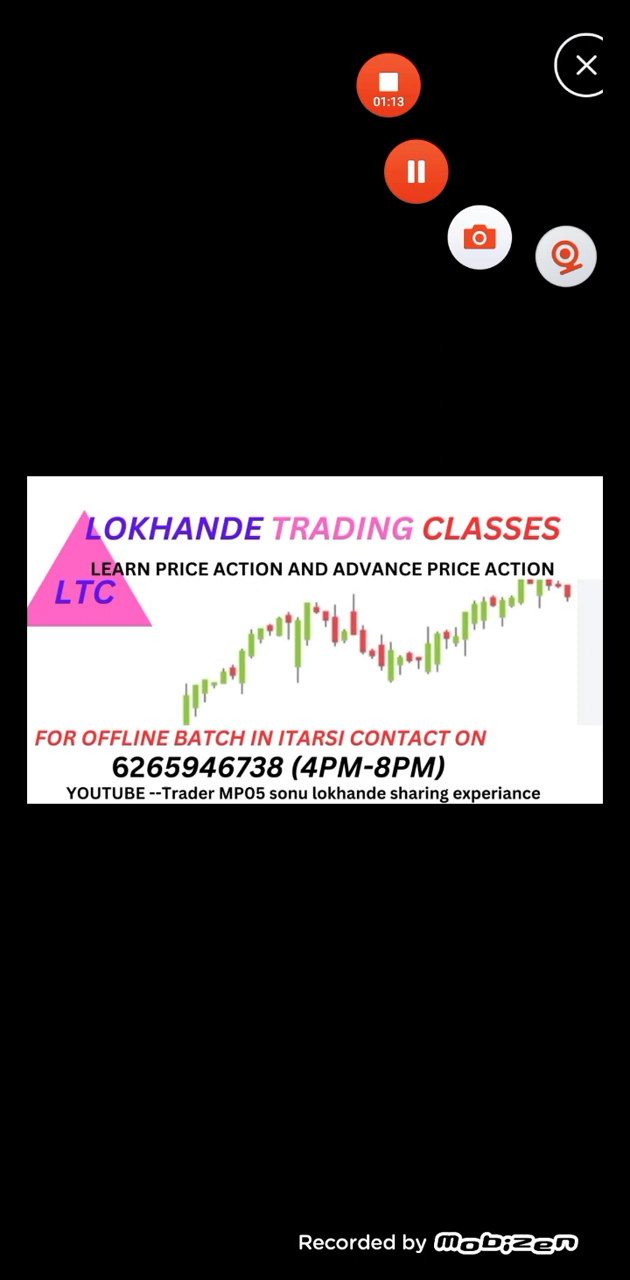 01:13
LOKHANDE TRADING CLASSES
LEARN PRICE ACTION AND ADVANCE PRICE ACTION
LTC
FOR OFFLINE BATCH IN ITARSI CONTACT ON
6265946738 (4PM-8PM)
YOUTUBE --Trader MP05 sonu lokhande sharing experiance
Recorded by Mobizen